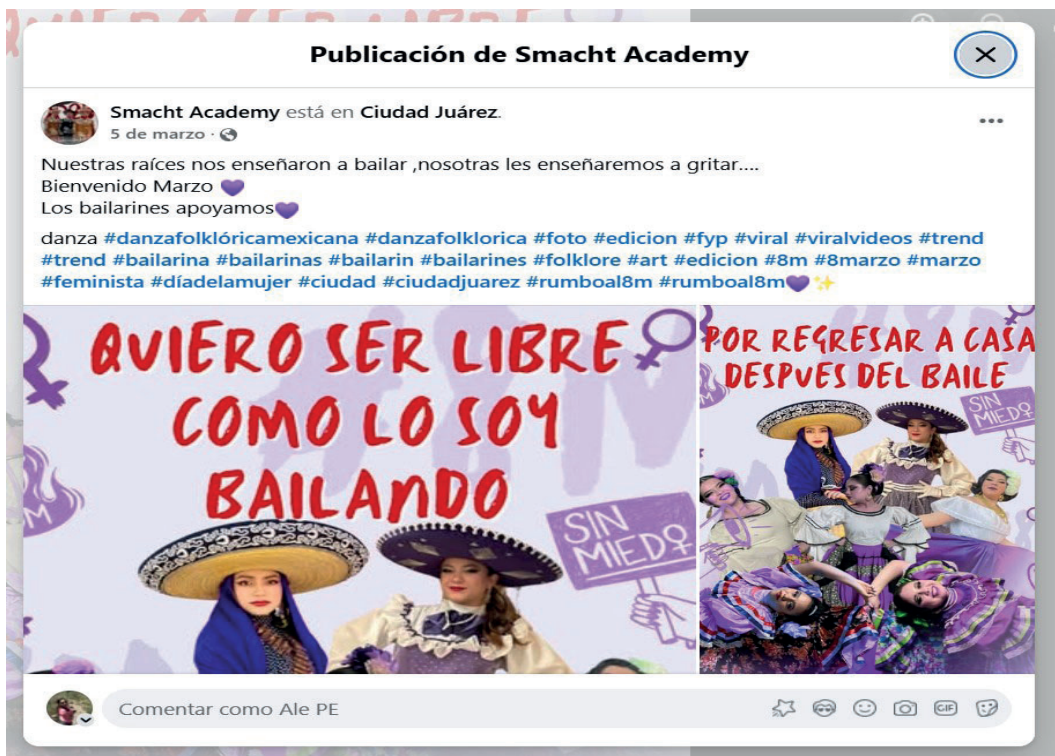 Publicación de Smacht Academy
Smacht Academy está en Ciudad Juárez.
5 de marzo ·
Nuestras raíces nos enseñaron a bailar ,nosotras les enseñaremos a gritar....
Bienvenido Marzo 💜
Los bailarines apoyamos💜
danza #danzafolklóricamexicana #danzafolklorica #foto #edicion #fyp #viral #viralvideos #trend
#trend #bailarina #bailarinas #bailarin #bailarines #folklore #art #edicion #8m #8marzo #marzo
#feminista #díadelamujer #ciudad #ciudadjuarez #rumboal8m #rumboal8m💜✨
QUIERO SER LIBRE
COMO LO SOY
BAILANDO
SIN
MIEDO
POR REGRESAR A CASA
DESPUES DEL BAILE
SIN
MIEDO
Comentar como Ale PE
GIF